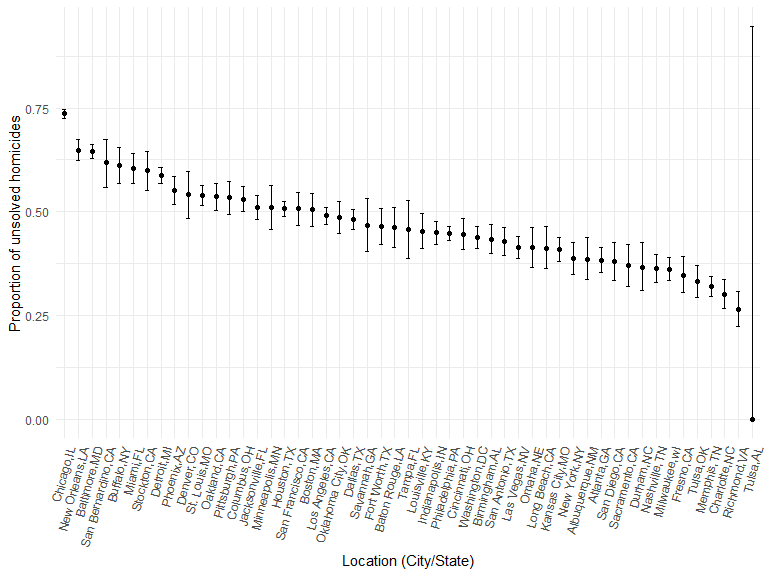 Proportion of unsolved homicides
0.75
0.50
0.25
0.00
Chicago,IL
New Orleans,LA
Baltimore,MD
San Bernardino,CA
Buffalo,NY
Miami,FL
Stockton,CA
Detroit,MI
Phoenix,AZ
Denver,CO
St. Louis,MO
Oakland,CA
Pittsburgh,PA
Columbus,OH
Jacksonville,FL
Minneapolis,MN
Houston,TX
San Francisco,CA
Boston,MA
Los Angeles,CA
Oklahoma City,OK
Dallas,TX
Savannah,GA
Fort Worth,TX
Baton Rouge,LA
Tampa,FL
Louisville,KY
Indianapolis,IN
Philadelphia,PA
Cincinnati,OH
Washington,DC
Birmingham,AL
San Antonio,TX
Las Vegas,NV
Omaha,NE
Long Beach,CA
Kansas City,MO
New York,NY
Albuquerque,NM
Atlanta,GA
San Diego,CA
Sacramento,CA
Durham,NC
Nashville,TN
Milwaukee,wI
Fresno,CA
Tulsa,OK
Memphis,TN
Charlotte,NC
Richmond,VA
Tulsa,AL
Location (City/State)